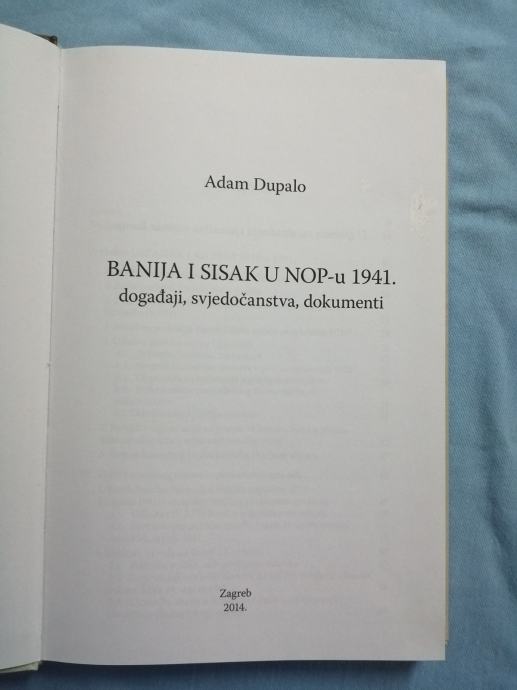 Adam Dupalo
BANIJA I SISAK U NOP-u 1941.
događaji, svjedočanstva, dokumenti
Zagreb
2014.